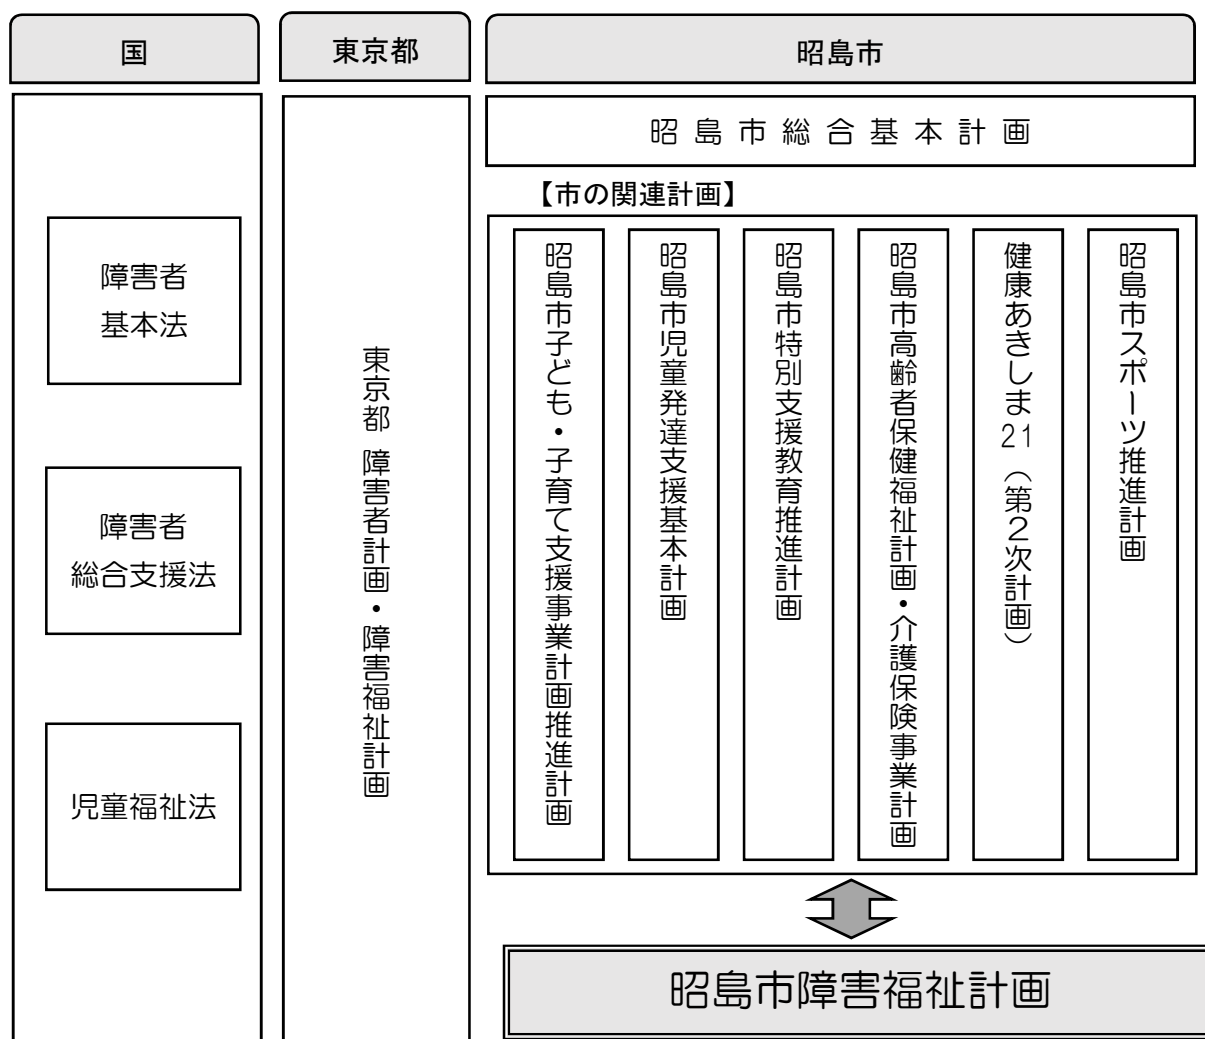 国
東京都
昭島市
障害者
基本法
障害者
総合支援法
児童福祉法
東京都 障害者計画・障害福祉計画
昭島市総合基本計画
【市の関連計画】
昭島市子ども・子育て支援事業計画推進計画
昭島市児童発達支援基本計画
昭島市特別支援教育推進計画
昭島市高齢者保健福祉計画・介護保険事業計画
健康あきしま21（第2次計画）
昭島市スポーツ推進計画
昭島市障害福祉計画